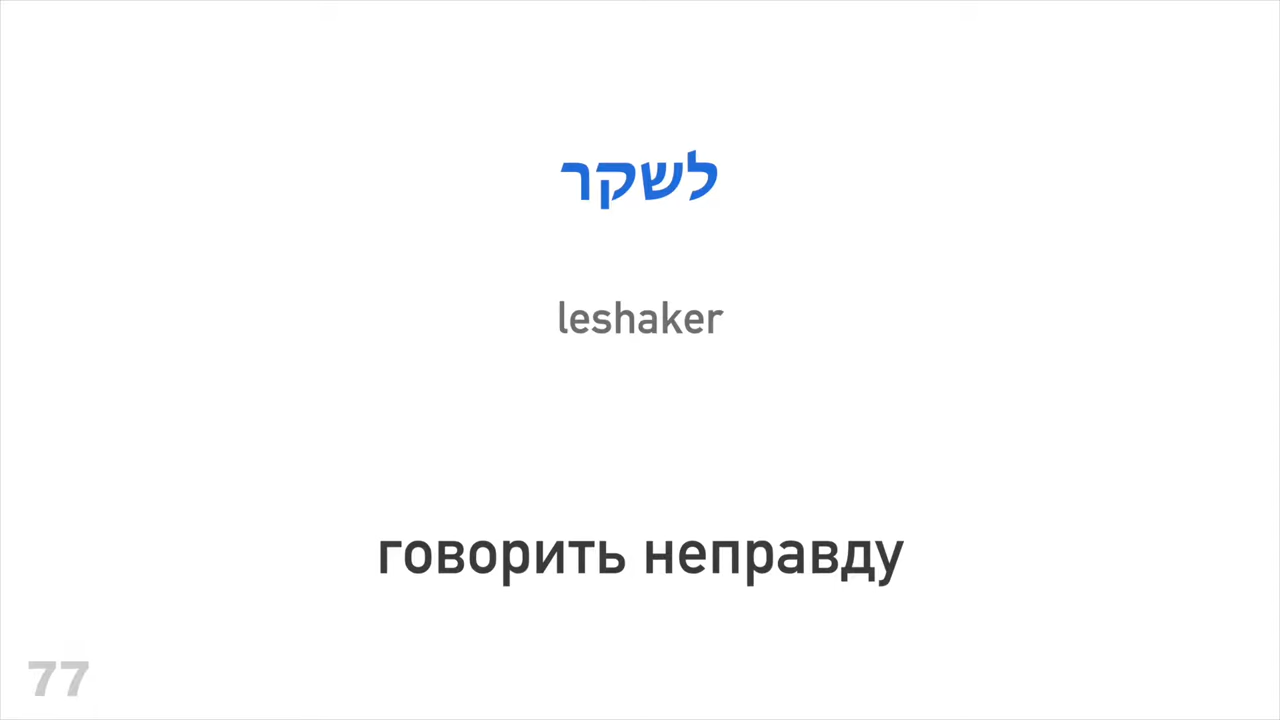 לשקר
leshaker
говорить неправду
77